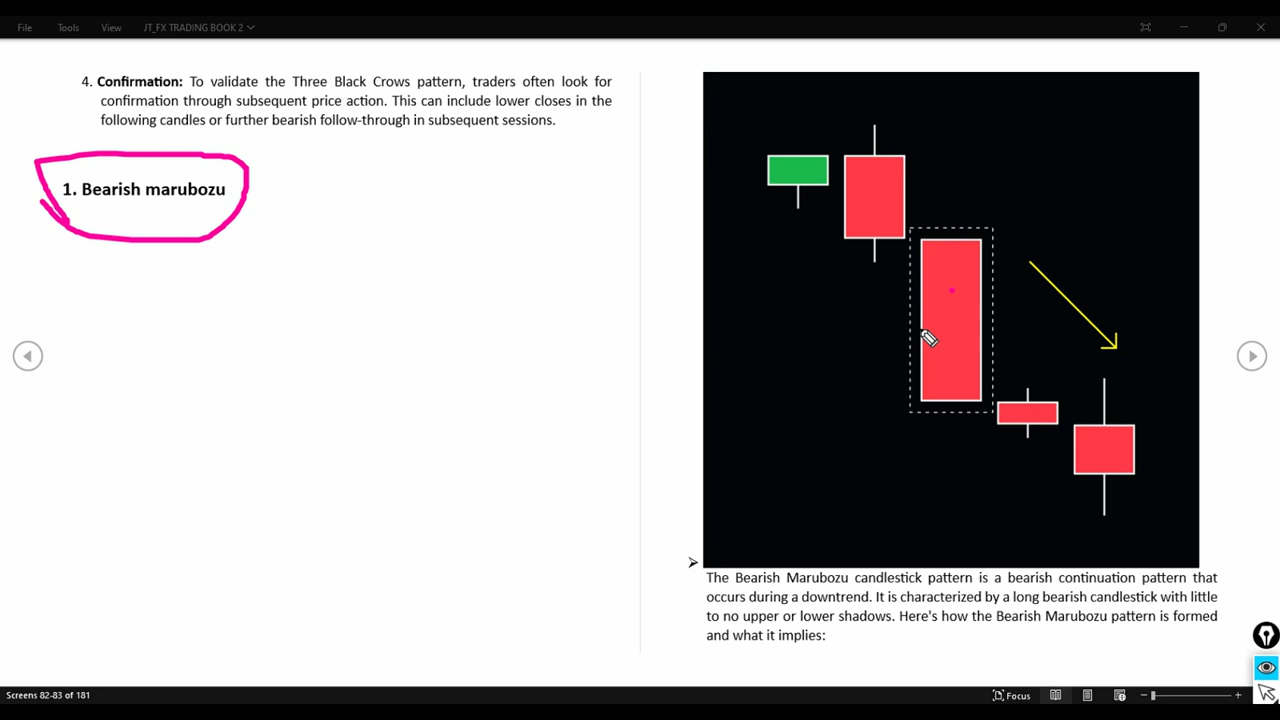 File Tools View JT_FX TRADING BOOK 2
4. Confirmation: To validate the Three Black Crows pattern, traders often look for
confirmation through subsequent price action. This can include lower closes in the
following candles or further bearish follow-through in subsequent sessions.
1. Bearish marubozu
The Bearish Marubozu candlestick pattern is a bearish continuation pattern that
occurs during a downtrend. It is characterized by a long bearish candlestick with little
to no upper or lower shadows. Here's how the Bearish Marubozu pattern is formed
and what it implies:
Screens 82-83 of 181 Focus